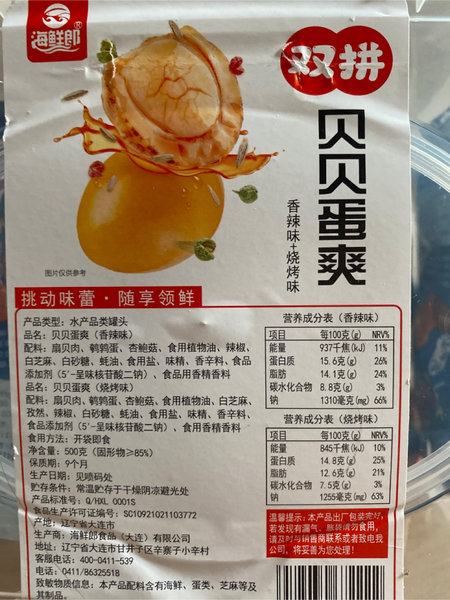 海鲜郎®
双拼
贝贝蛋爽
香辣味+烧烤味
图片仅供参考
挑动味蕾·随享领鲜
产品类型：水产品类罐头
品名：贝贝蛋爽（香辣味）
配料：扇贝肉、鹌鹑蛋、杏鲍菇、食用植物油、辣椒、
白芝麻、白砂糖、蚝油、食用盐、味精、香辛料、食品
添加剂（5′-呈味核苷酸二钠）、食品用香精香料
品名：贝贝蛋爽（烧烤味）
配料：扇贝肉、鹌鹑蛋、杏鲍菇、食用植物油、白芝麻、
孜然、辣椒、白砂糖、蚝油、食用盐、味精、香辛料、
食品添加剂（5′-呈味核苷酸二钠）、食用香精香料
食用方法：开袋即食
净含量：500克（固形物≥85%）
保质期：9个月
生产日期：见喷码处
贮存条件：常温贮存于干燥阴凉避光处
产品标准号：Q/HXL 0001S
食品生产许可证编号：SC10921021103772
产地：辽宁省大连市
生产商：海鲜郎食品（大连）有限公司
地址：辽宁省大连市甘井子区辛寨子小辛村
客服电话：400-0411-539
电话：0411/86325518
致敏物质信息：本产品配料含有海鲜、蛋类、芝麻等及
其制品。
营养成分表（香辣味）
项目 每100克(g) NRV%
能量 937千焦(kJ) 11%
蛋白质 15.6克(g) 26%
脂肪 14.1克(g) 24%
碳水化合物 8.8克(g) 3%
钠 1310毫克(mg) 66%
营养成分表（烧烤味）
项目 每100克(g) NRV%
能量 845千焦(kJ) 10%
蛋白质 14.8克(g) 25%
脂肪 12.6克(g) 21%
碳水化合物 7.5克(g) 3%
钠 1255毫克(mg) 63%
温馨提示：本产品出厂包装完好，
若发现有漏气、胀袋请勿食用，
请及时与销售商联系或者致电我
公司，将妥善为您处理！